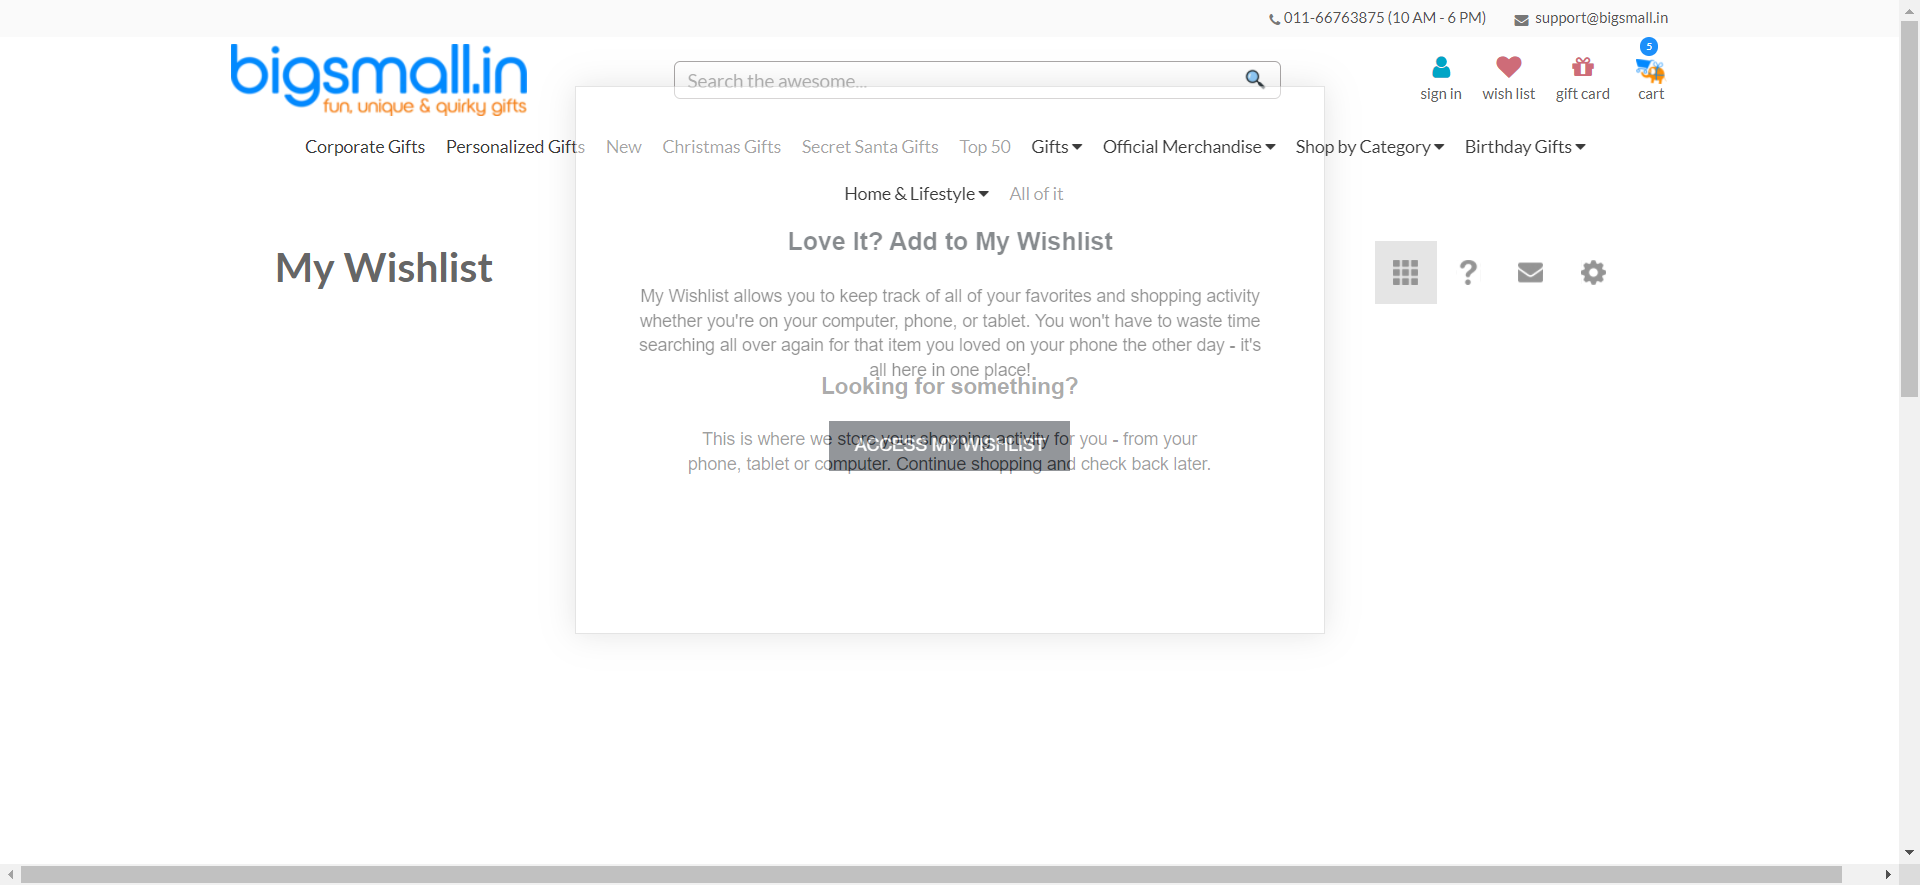 011-66763875 (10 AM - 6 PM) support@bigsmall.in
bigsmall.in
fun, unique & quirky gifts
Search the awesome...
5
sign in wish list gift card cart
Corporate Gifts Personalized Gifts New Christmas Gifts Secret Santa Gifts Top 50 Gifts Official Merchandise Shop by Category Birthday Gifts
Home & Lifestyle All of it
My Wishlist
Love It? Add to My Wishlist
My Wishlist allows you to keep track of all of your favorites and shopping activity
whether you're on your computer, phone, or tablet. You won't have to waste time
searching all over again for that item you loved on your phone the other day - it's
all here in one place!
Looking for something?
This is where we store your shopping activity for you - from your
ACCESS MY WISHLIST
phone, tablet or computer. Continue shopping and check back later.